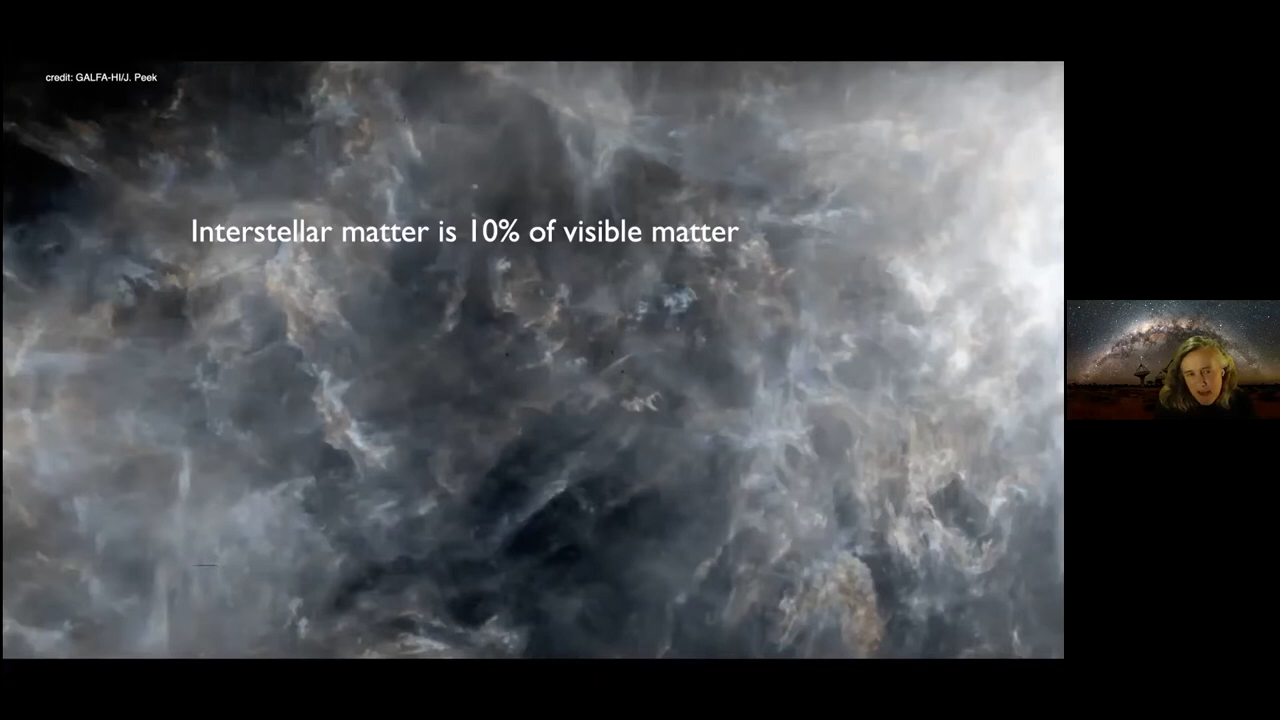 credit: GALFA-HI/J. Peek
Interstellar matter is 10% of visible matter